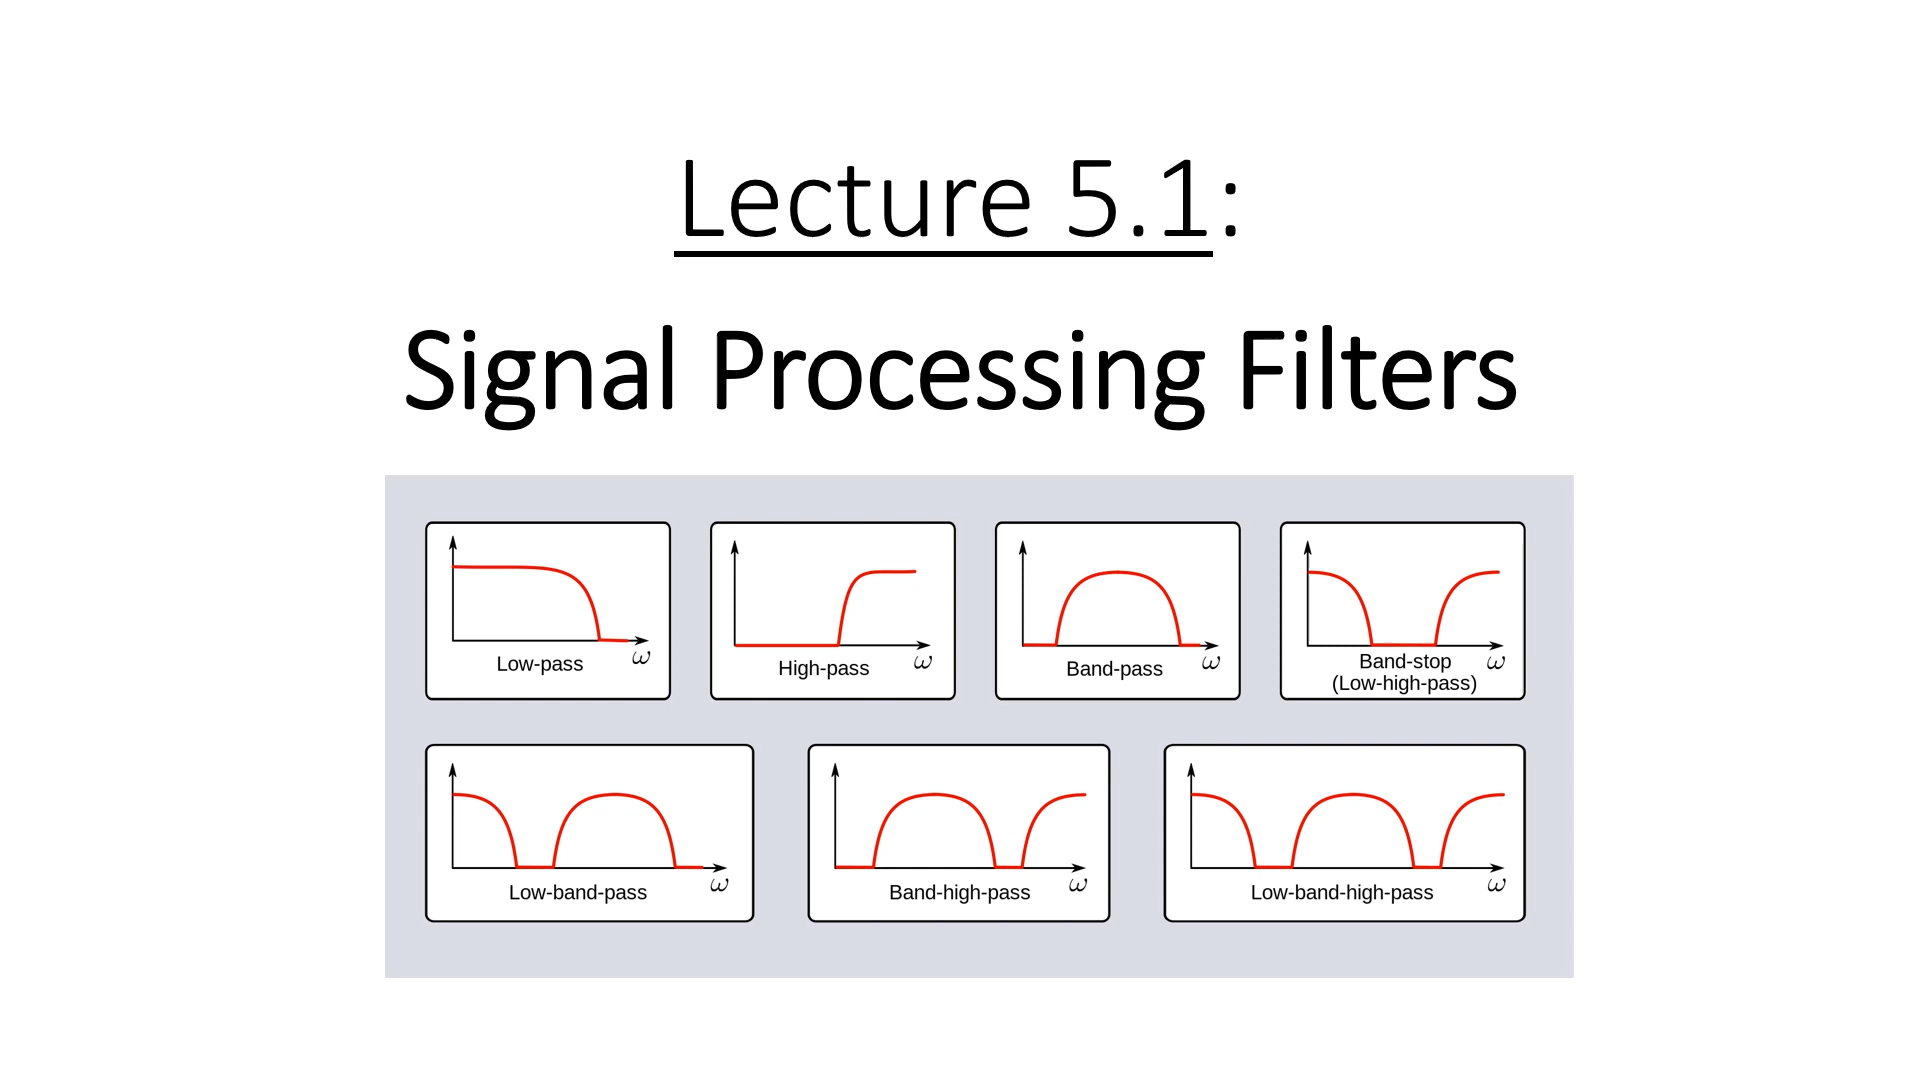 Lecture 5.1:
Signal Processing Filters
Low-pass
ω
High-pass
ω
Band-pass
ω
Band-stop
(Low-high-pass)
ω
Low-band-pass
ω
Band-high-pass
ω
Low-band-high-pass
ω